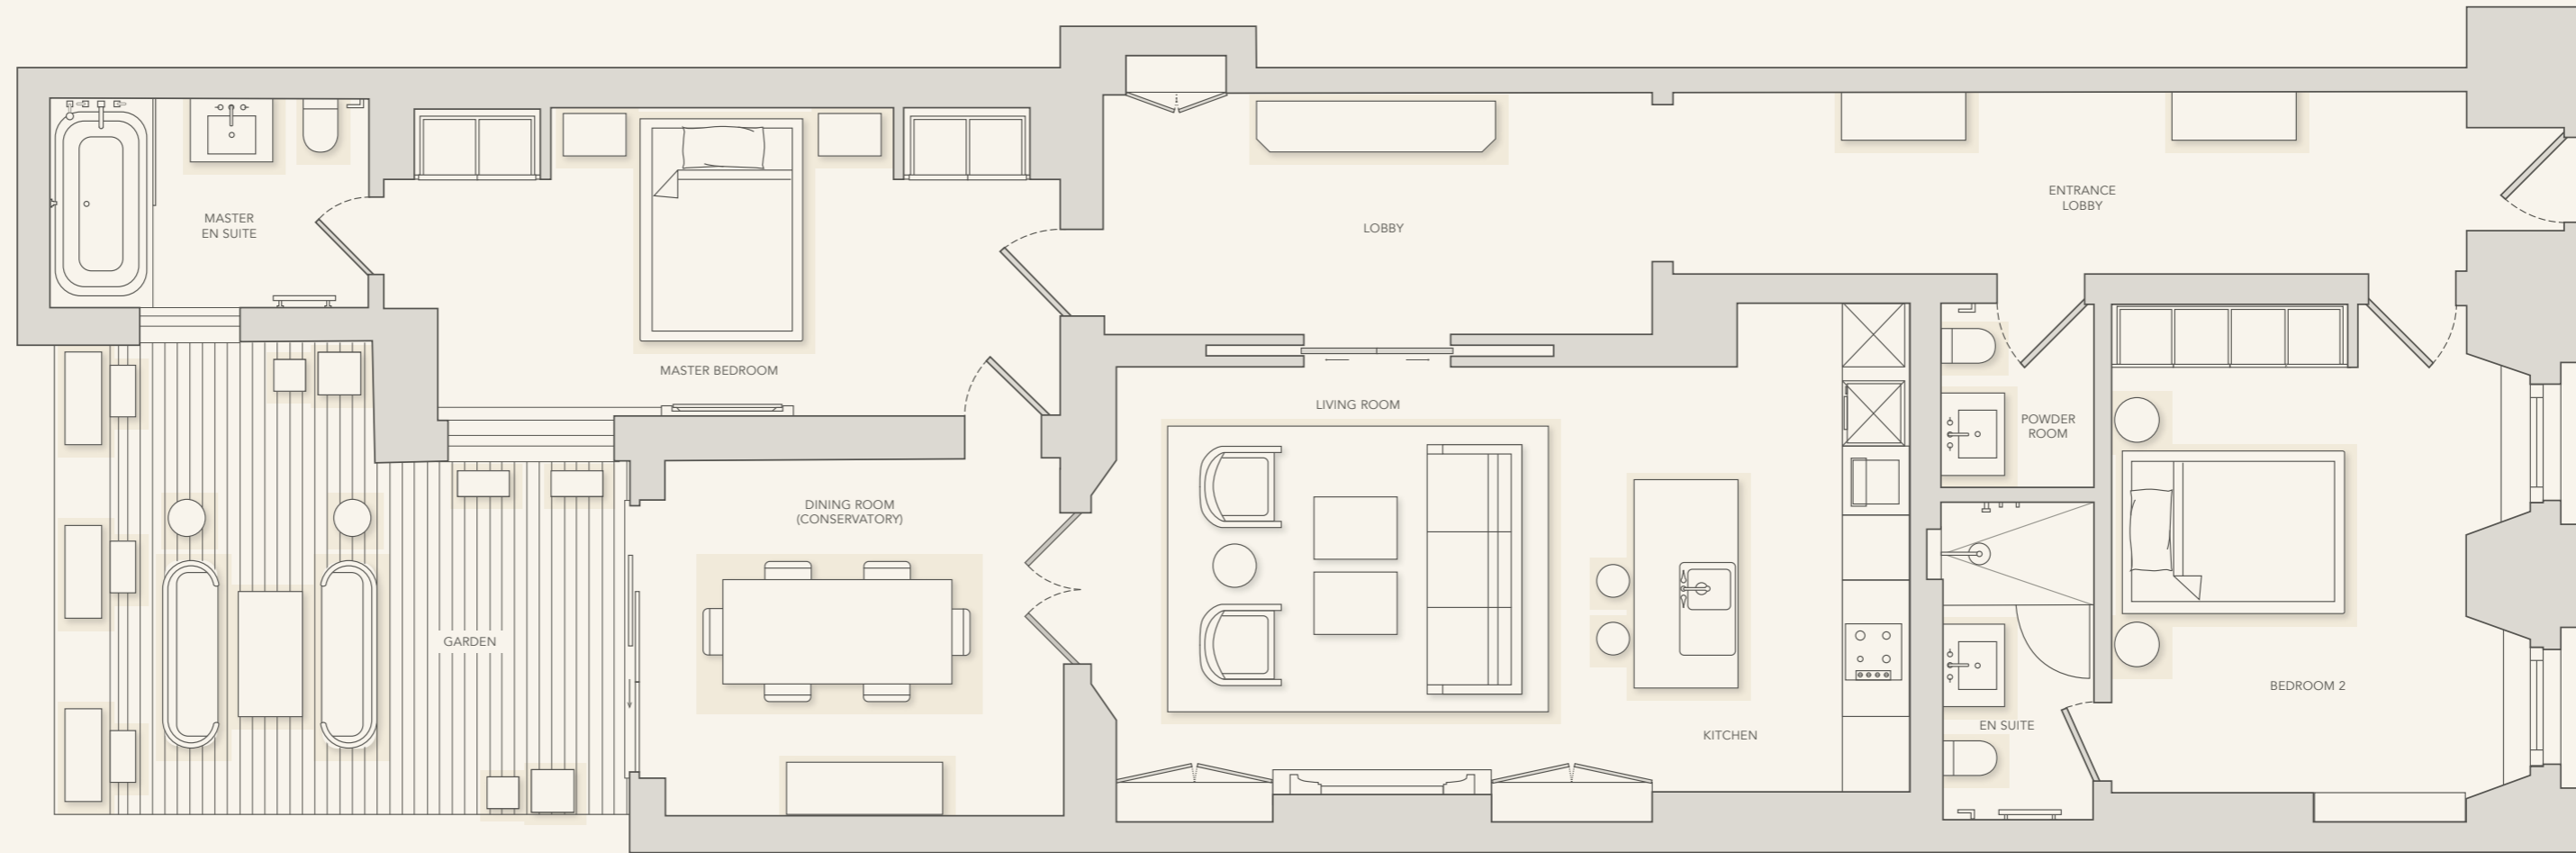 MASTER
EN SUITE
MASTER BEDROOM
LOBBY
ENTRANCE
LOBBY
LIVING ROOM
POWDER
ROOM
DINING ROOM
(CONSERVATORY)
GARDEN
KITCHEN
EN SUITE
BEDROOM 2